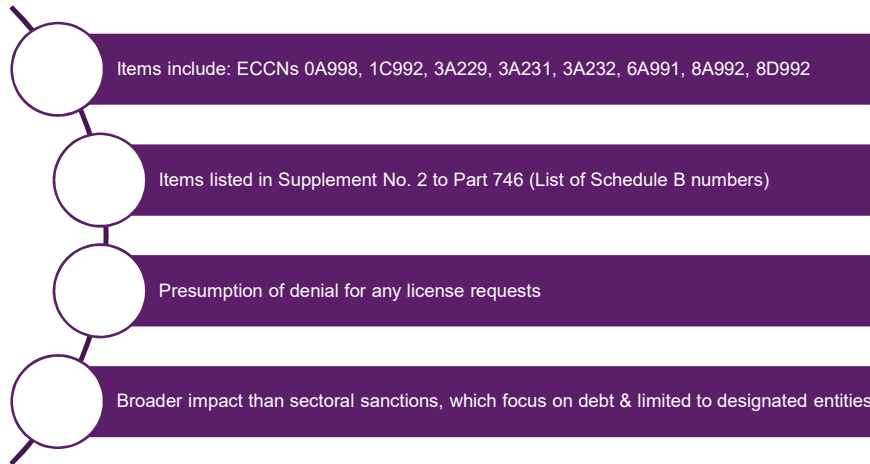 Items include: ECCNs 0A998, 1C992, 3A229, 3A231, 3A232, 6A991, 8A992, 8D992
Items listed in Supplement No. 2 to Part 746 (List of Schedule B numbers)
Presumption of denial for any license requests
Broader impact than sectoral sanctions, which focus on debt & limited to designated entities